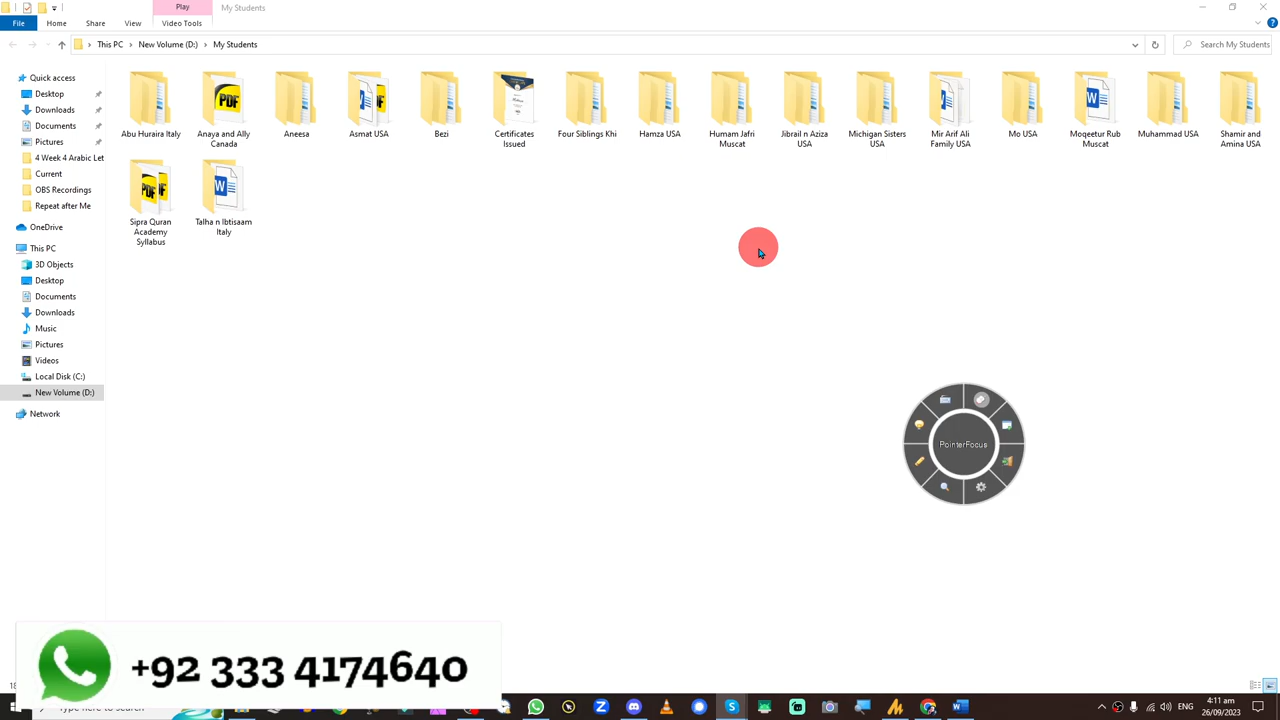 Play
My Students
File
Home
Share
View
Video Tools
This PC
New Volume (D:)
My Students
Search My Students
Quick access
Desktop
Downloads
Documents
Pictures
4 Week 4 Arabic Let
Current
OBS Recordings
Repeat after Me
OneDrive
This PC
3D Objects
Desktop
Documents
Downloads
Music
Pictures
Videos
Local Disk (C:)
New Volume (D:)
Network
Abu Huraira Italy
Anaya and Ally
Canada
Aneesa
Asmat USA
Bezi
Certificates
Issued
Four Siblings Khi
Hamza USA
Humam Jafri
Muscat
Jibrail n Aziza
USA
Michigan Sisters
USA
Mir Arif Ali
Family USA
Mo USA
Moqeetur Rub
Muscat
Muhammad USA
Shamir and
Amina USA
Sipra Quran
Academy
Syllabus
Talha n Ibtisaam
Italy
PDF
PDF
PointerFocus
+92 333 4174640
Type here to search
4:11 pm
26/09/2023